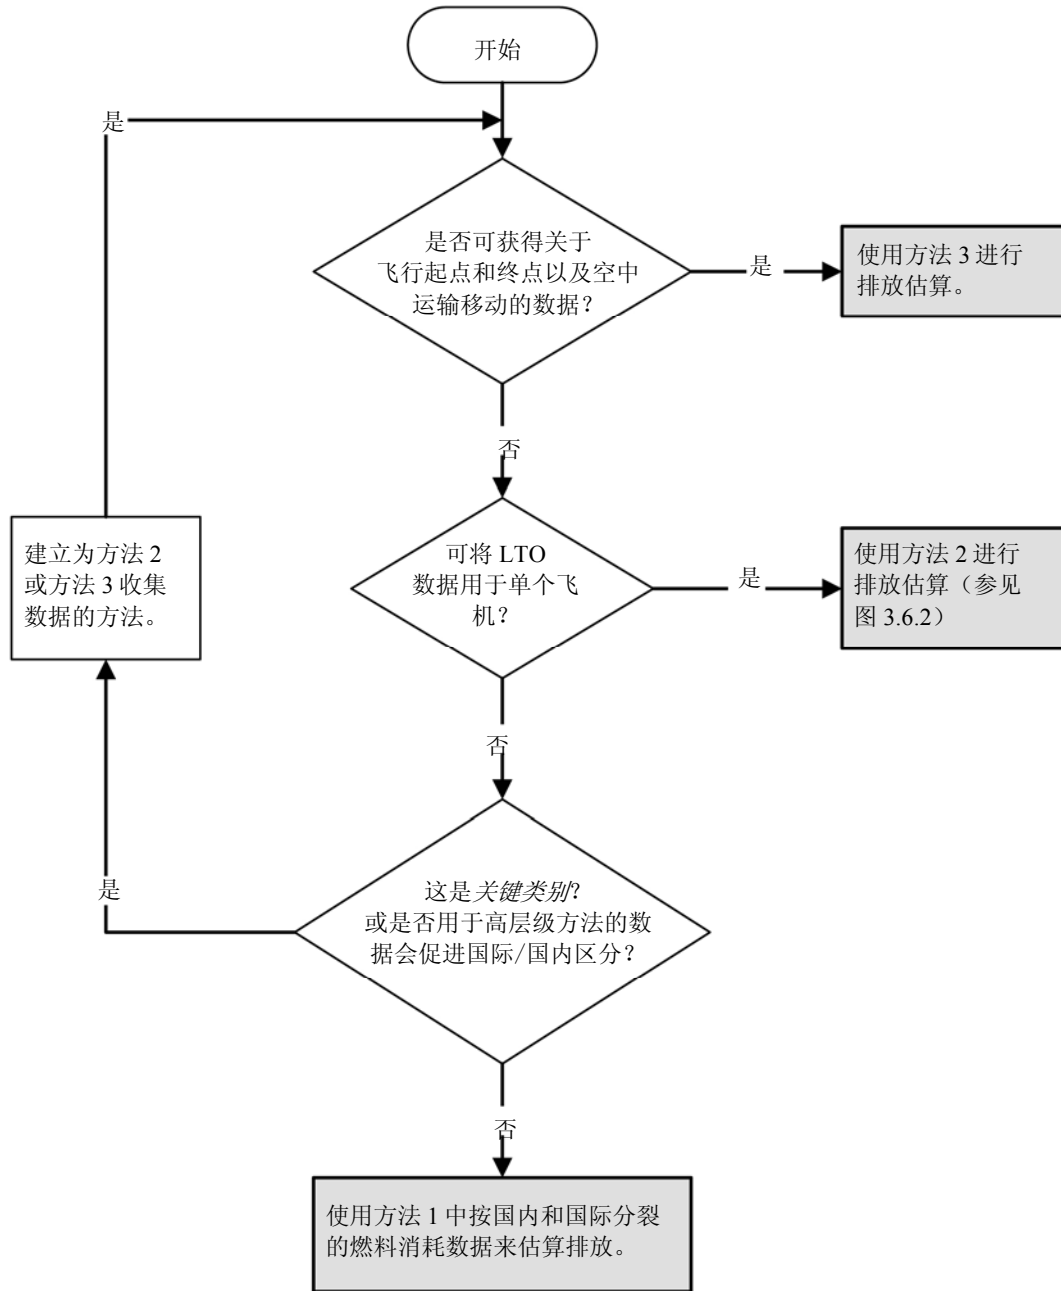 开始
是
是否可获得关于
飞行起点和终点以及空中
运输移动的数据？
是
使用方法 3 进行
排放估算。
否
建立为方法 2
或方法 3 收集
数据的方法。
可将 LTO
数据用于单个飞
机？
是
使用方法 2 进行
排放估算（参见
图 3.6.2）
否
是
这是关键类别？
或是否用于高层级方法的数
据会促进国际/国内区分？
否
使用方法 1 中按国内和国际分裂
的燃料消耗数据来估算排放。